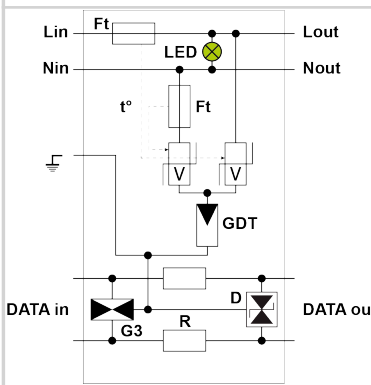 Lin Ft Lout
LED
Nin Nout
t° Ft
V V
GDT
DATA in D DATA ou
G3 R